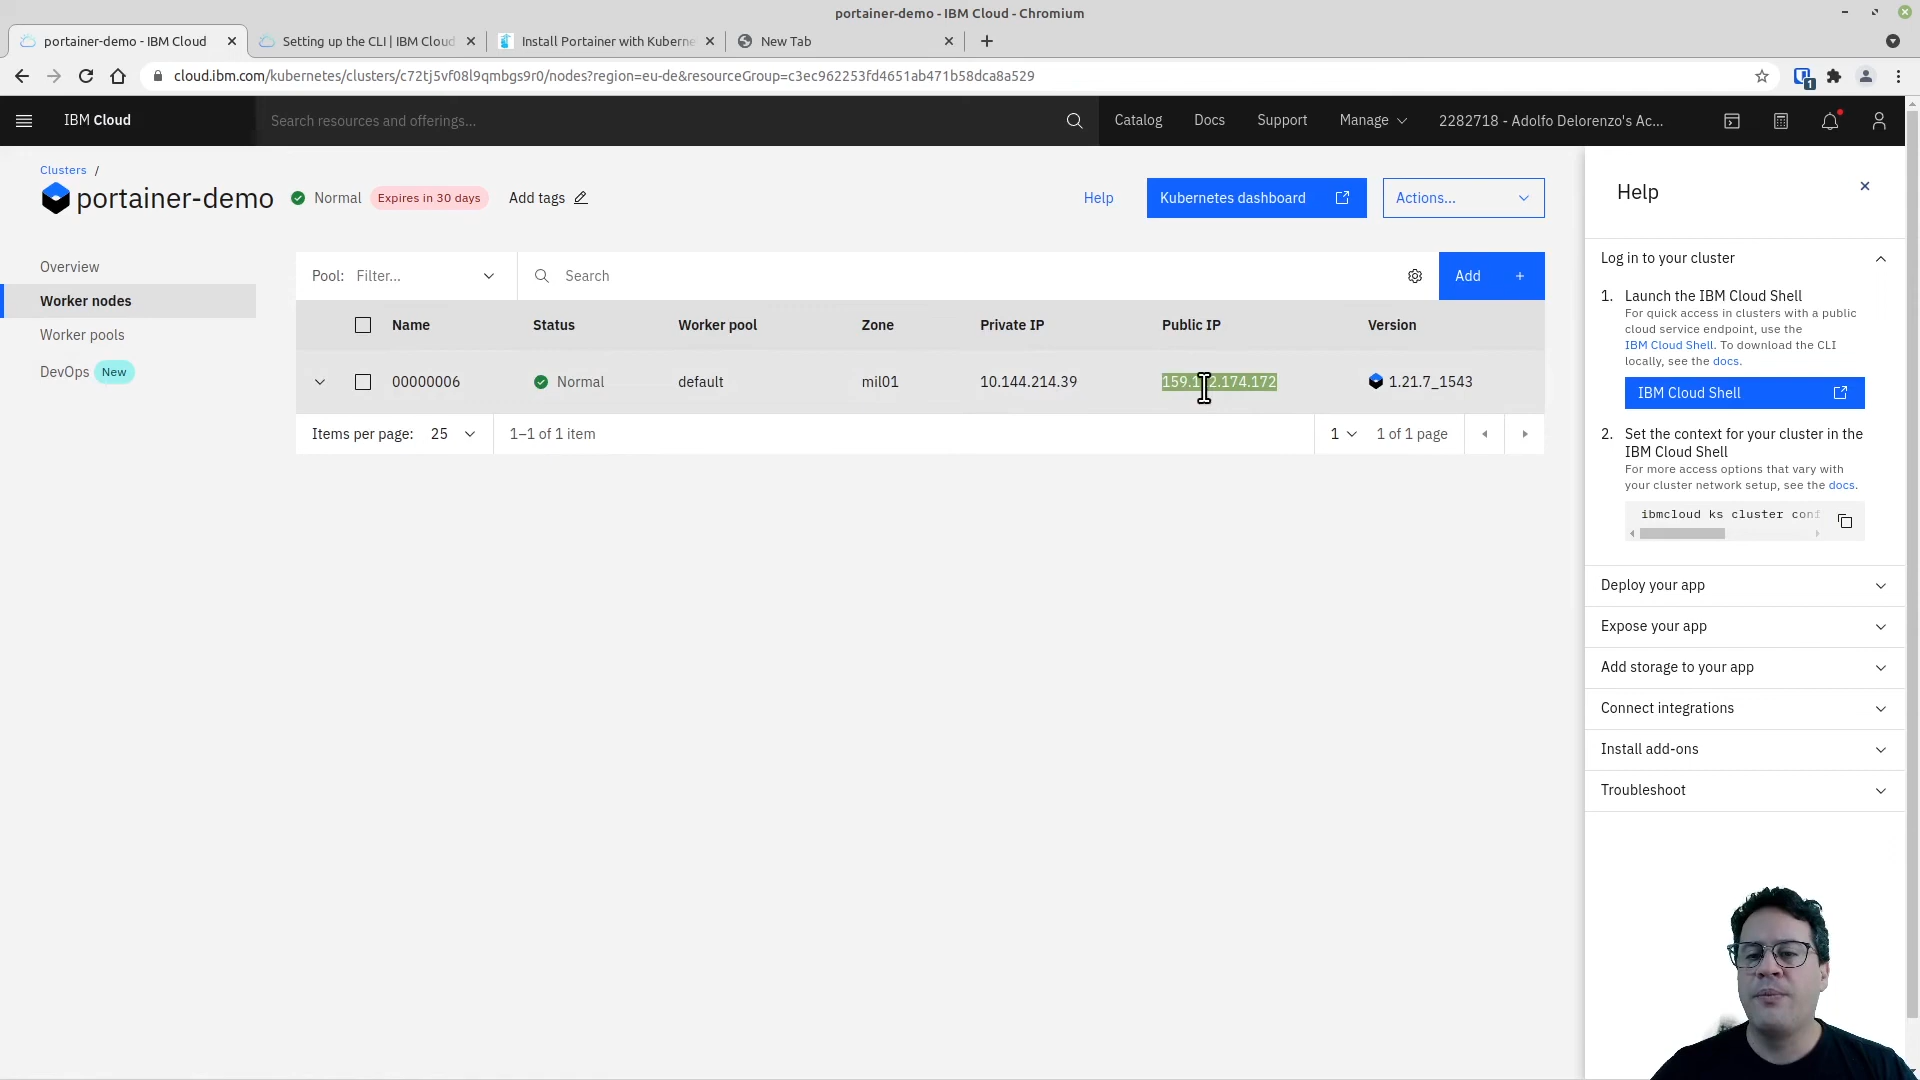 portainer-demo - IBM Cloud - Chromium
portainer-demo - IBM Cloud
Setting up the CLI | IBM Cloud
Install Portainer with Kuberne
New Tab
cloud.ibm.com/kubernetes/clusters/c72tj5vf08l9qmbgs9r0/nodes?region=eu-de&resourceGroup=c3ec962253fd4651ab471b58dca8a529
1
IBM Cloud
Search resources and offerings...
Catalog
Docs
Support
Manage
2282718 - Adolfo Delorenzo's Ac...
Clusters /
portainer-demo
Normal
Expires in 30 days
Add tags
Help
Kubernetes dashboard
Actions...
Overview
Worker nodes
Worker pools
DevOps New
Pool: Filter...
Search
Add +
Name Status Worker pool Zone Private IP Public IP Version
00000006 Normal default mil01 10.144.214.39 1.21.7_1543
Items per page: 25
1–1 of 1 item
1
1 of 1 page
Help
Log in to your cluster
1. Launch the IBM Cloud Shell
For quick access in clusters with a public
cloud service endpoint, use the
IBM Cloud Shell. To download the CLI
locally, see the docs.
IBM Cloud Shell
2. Set the context for your cluster in the
IBM Cloud Shell
For more access options that vary with
your cluster network setup, see the docs.
ibmcloud ks cluster conf
Deploy your app
Expose your app
Add storage to your app
Connect integrations
Install add-ons
Troubleshoot